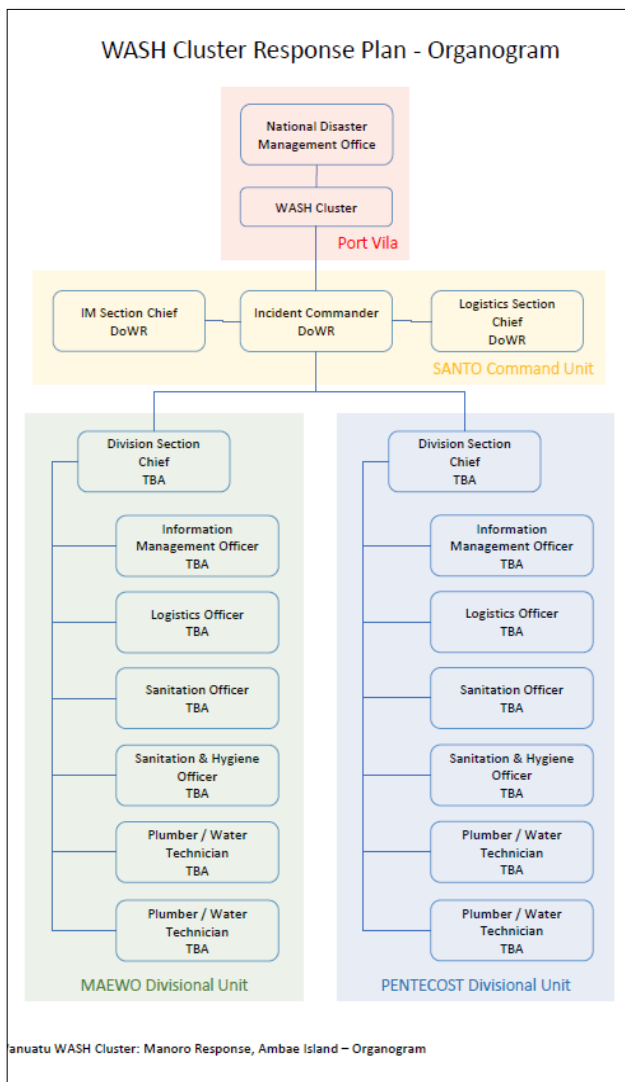 WASH Cluster Response Plan - Organogram
National Disaster
Management Office
WASH Cluster
Port Vila
IM Section Chief
DoWR
Incident Commander
DoWR
Logistics Section
Chief
DoWR
SANTO Command Unit
Division Section
Chief
TBA
Information
Management Officer
TBA
Logistics Officer
TBA
Sanitation Officer
TBA
Sanitation & Hygiene
Officer
TBA
Plumber / Water
Technician
TBA
Plumber / Water
Technician
TBA
MAEWO Divisional Unit
Division Section
Chief
TBA
Information
Management Officer
TBA
Logistics Officer
TBA
Sanitation Officer
TBA
Sanitation & Hygiene
Officer
TBA
Plumber / Water
Technician
TBA
Plumber / Water
Technician
TBA
PENTECOST Divisional Unit
anuatu WASH Cluster: Manoro Response, Ambae Island – Organogram